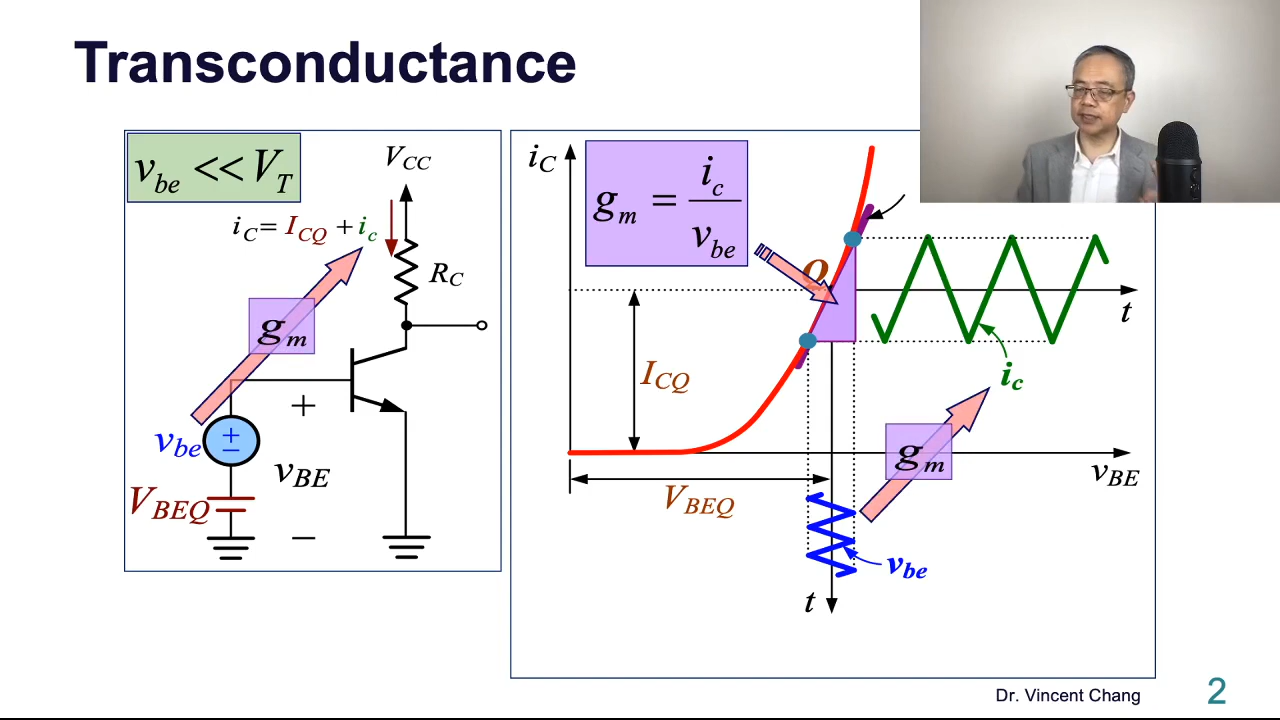 Transconductance
v_be << V_T
V_CC
i_C = I_CQ + i_c
R_C
g_m
+
v_be
+
−
v_BE
V_BEQ
−
i_C
g_m = i_c / v_be
Q
t
I_CQ
i_c
g_m
v_BE
V_BEQ
v_be
t
Dr. Vincent Chang
2